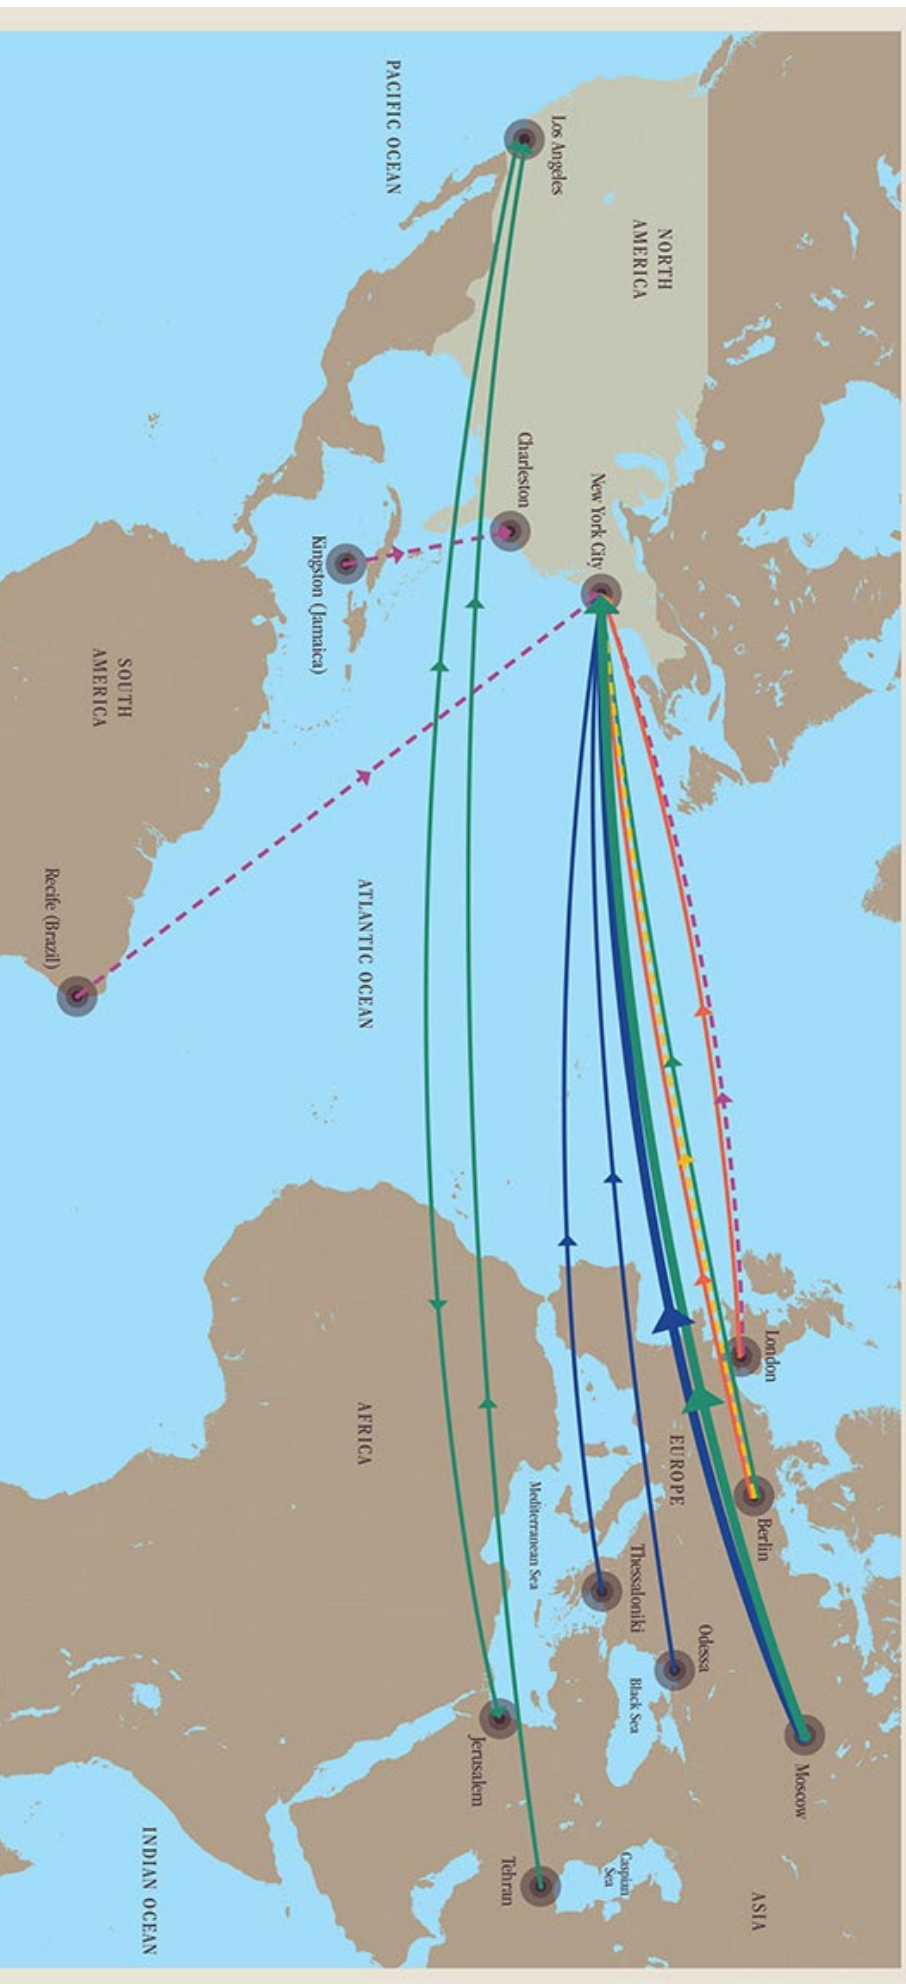 PACIFIC OCEAN
Los Angeles
NORTH
AMERICA
Charleston
New York City
Kingston (Jamaica)
SOUTH
AMERICA
Recife (Brazil)
ATLANTIC OCEAN
London
Berlin
EUROPE
AFRICA
Mediterranean Sea
Thessaloniki
Odessa
Black Sea
Moscow
Jerusalem
Tehran
Caspian
Sea
ASIA
INDIAN OCEAN